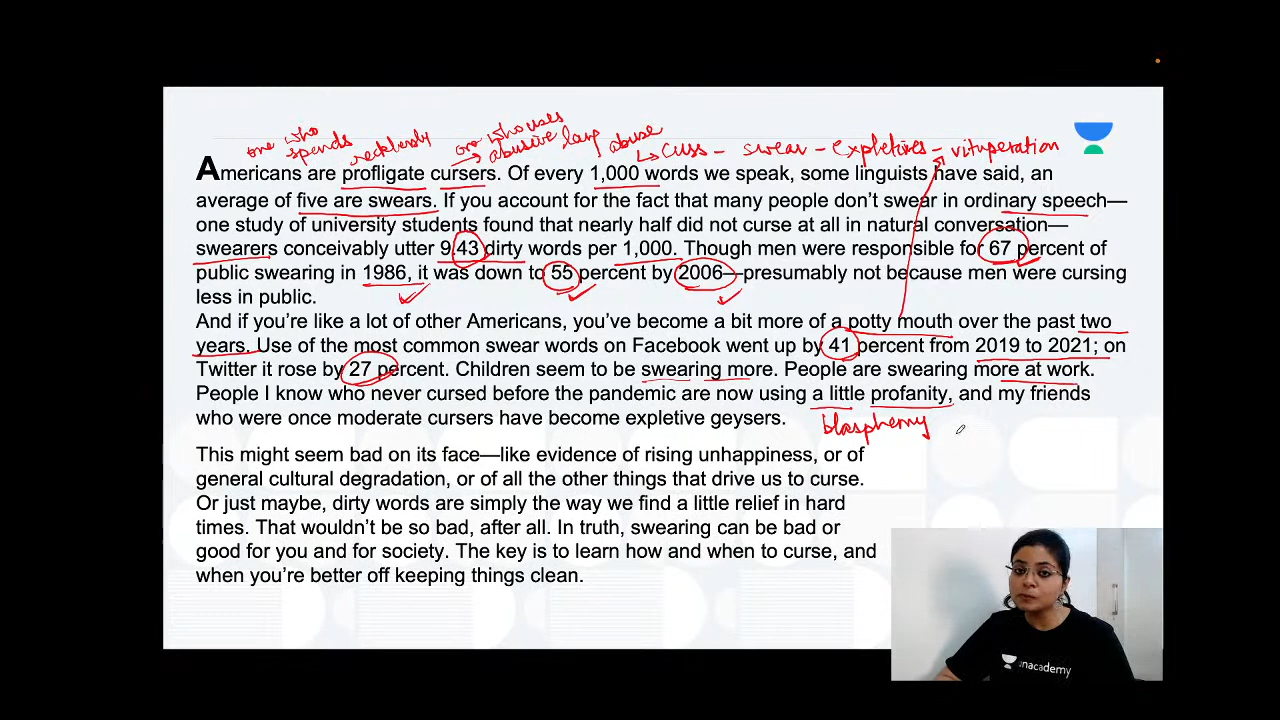 one who spends recklessly
one who uses abusive lang
abuse
cuss - swear - expletives - vituperation
Americans are profligate cursers. Of every 1,000 words we speak, some linguists have said, an
average of five are swears. If you account for the fact that many people don't swear in ordinary speech—
one study of university students found that nearly half did not curse at all in natural conversation—
swearers conceivably utter 9.43 dirty words per 1,000. Though men were responsible for 67 percent of
public swearing in 1986, it was down to 55 percent by 2006—presumably not because men were cursing
less in public.
And if you're like a lot of other Americans, you've become a bit more of a potty mouth over the past two
years. Use of the most common swear words on Facebook went up by 41 percent from 2019 to 2021; on
Twitter it rose by 27 percent. Children seem to be swearing more. People are swearing more at work.
People I know who never cursed before the pandemic are now using a little profanity, and my friends
who were once moderate cursers have become expletive geysers.
blasphemy
This might seem bad on its face—like evidence of rising unhappiness, or of
general cultural degradation, or of all the other things that drive us to curse.
Or just maybe, dirty words are simply the way we find a little relief in hard
times. That wouldn't be so bad, after all. In truth, swearing can be bad or
good for you and for society. The key is to learn how and when to curse, and
when you're better off keeping things clean.
unacademy